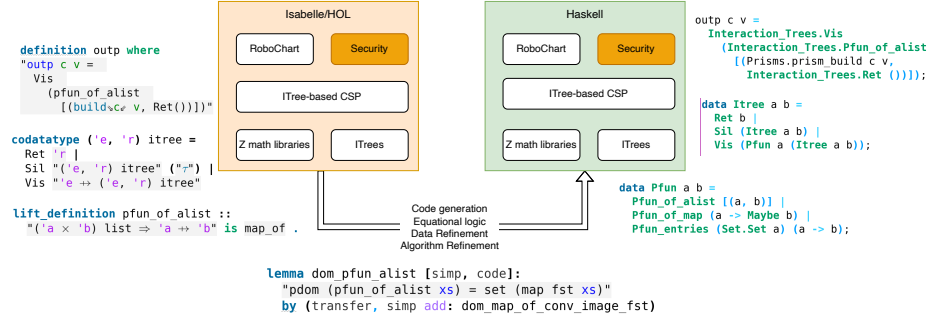 definition outp where
"outp c v =
Vis
(pfun_of_alist
[(build⇘c⇙ v, Ret())])"
codatatype ('e, 'r) itree =
Ret 'r |
Sil "('e, 'r) itree" ("τ") |
Vis "'e ⇸ ('e, 'r) itree"
lift_definition pfun_of_alist ::
"('a × 'b) list ⇒ 'a ⇸ 'b" is map_of .
Isabelle/HOL
RoboChart
Security
ITree-based CSP
Z math libraries
ITrees
Haskell
RoboChart
Security
ITree-based CSP
Z math libraries
ITrees
Code generation
Equational logic
Data Refinement
Algorithm Refinement
outp c v =
Interaction_Trees.Vis
(Interaction_Trees.Pfun_of_alist
[(Prisms.prism_build c v,
Interaction_Trees.Ret ())]);
data Itree a b =
Ret b |
Sil (Itree a b) |
Vis (Pfun a (Itree a b));
data Pfun a b =
Pfun_of_alist [(a, b)] |
Pfun_of_map (a -> Maybe b) |
Pfun_entries (Set.Set a) (a -> b);
lemma dom_pfun_alist [simp, code]:
"pdom (pfun_of_alist xs) = set (map fst xs)"
by (transfer, simp add: dom_map_of_conv_image_fst)